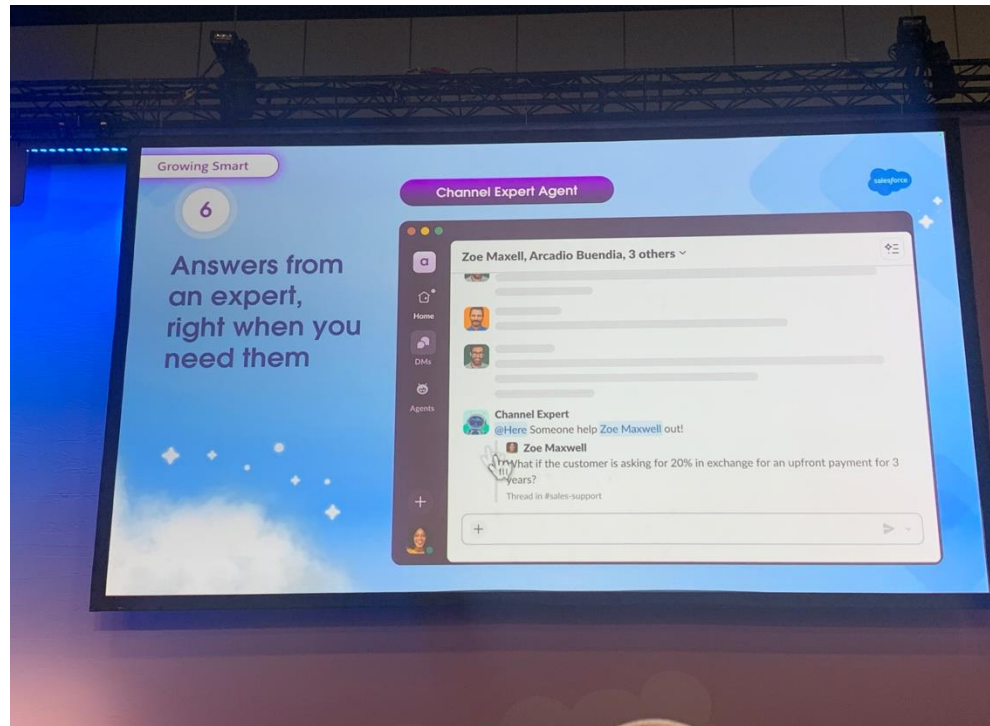 Growing Smart
6
Answers from
an expert,
right when you
need them
Channel Expert Agent
salesforce
a
Home
DMs
Agents
Zoe Maxell, Arcadio Buendia, 3 others
Channel Expert
@Here Someone help Zoe Maxwell out!
Zoe Maxwell
What if the customer is asking for 20% in exchange for an upfront payment for 3
years?
Thread in #sales-support